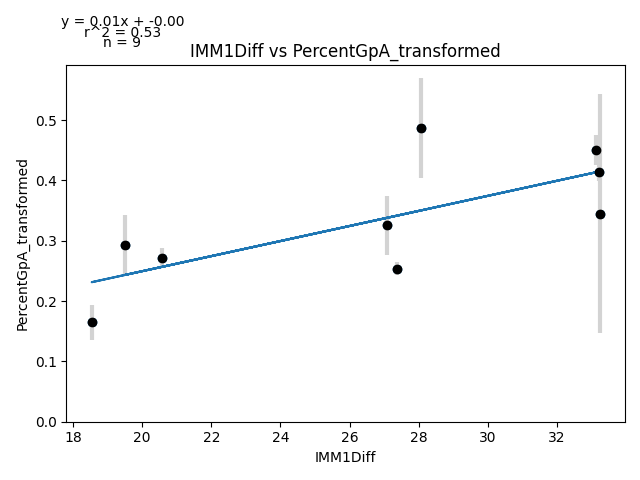 y = 0.01x + -0.00
r^2 = 0.53
n = 9
IMM1Diff vs PercentGpA_transformed
PercentGpA_transformed
0.5
0.4
0.3
0.2
0.1
0.0
18 20 22 24 26 28 30 32
IMM1Diff